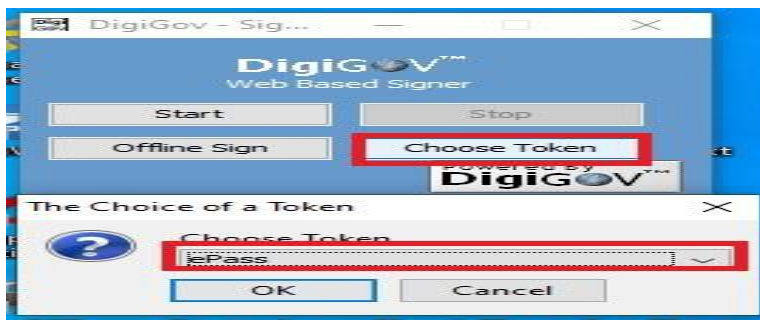 DigiGov - Sig...
DigiGOV™
Web Based Signer
Start
Stop
Offline Sign
Choose Token
Powered by
DigiGOV™
The Choice of a Token
Choose Token
ePass
OK
Cancel